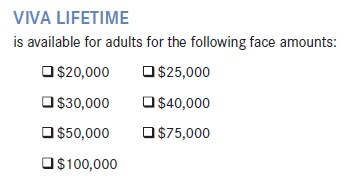 VIVA LIFETIME
is available for adults for the following face amounts:
❑ $20,000 ❑ $25,000
❑ $30,000 ❑ $40,000
❑ $50,000 ❑ $75,000
❑ $100,000